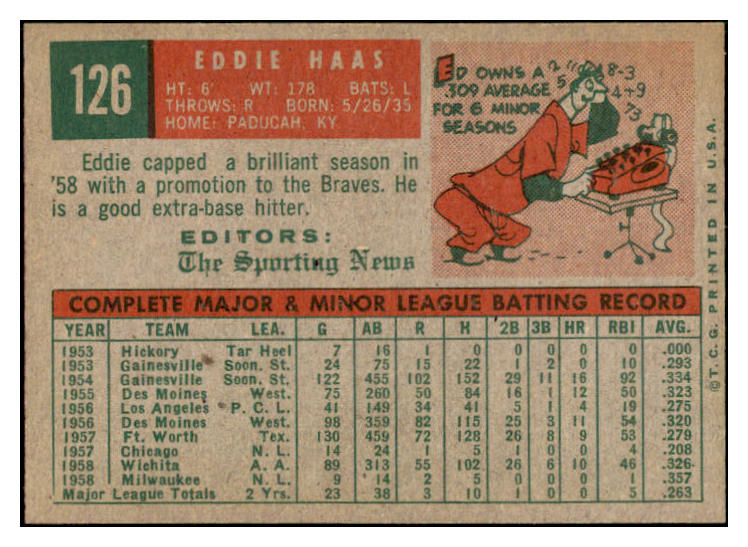 126
EDDIE HAAS
HT: 6' WT: 178 BATS: L
THROWS: R BORN: 5/26/35
HOME: PADUCAH, KY.
ED OWNS A
.309 AVERAGE
FOR 6 MINOR
SEASONS
8-3
4+9
73
Eddie capped a brilliant season in
'58 with a promotion to the Braves. He
is a good extra-base hitter.
EDITORS:
The Sporting News
COMPLETE MAJOR & MINOR LEAGUE BATTING RECORD
YEAR TEAM LEA. G AB R H 2B 3B HR RBI AVG.
1953 Hickory Tar Heel 7 16 1 0 0 0 0 0 .000
1953 Gainesville Soon. St. 24 75 15 22 1 2 0 10 .293
1954 Gainesville Soon. St. 122 455 102 152 29 11 16 92 .334
1955 Des Moines West. 75 260 50 84 16 1 12 50 .323
1956 Los Angeles P. C. L. 41 149 34 41 5 1 4 19 .275
1956 Des Moines West. 98 359 82 115 25 3 11 54 .320
1957 Ft. Worth Tex. 130 459 72 128 26 8 9 53 .279
1957 Chicago N. L. 14 24 1 5 1 0 0 4 .208
1958 Wichita A. A. 89 313 55 102 26 6 10 46 .326
1958 Milwaukee N. L. 9 14 2 5 0 0 0 1 .357
Major League Totals 2 Yrs. 23 38 3 10 1 0 0 5 .263
©T.C.G. PRINTED IN U.S.A.